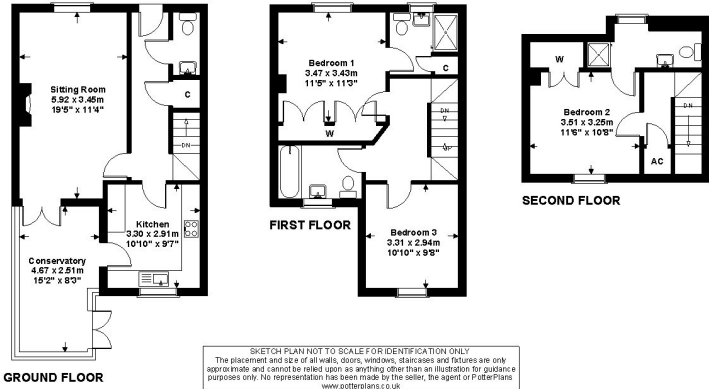 Sitting Room
5.92 x 3.45m
19'5" x 11'4"
C
DN
Kitchen
3.30 x 2.91m
10'10" x 9'7"
Conservatory
4.67 x 2.51m
15'2" x 8'3"
GROUND FLOOR
Bedroom 1
3.47 x 3.43m
11'5" x 11'3"
C
W
DN
UP
Bedroom 3
3.31 x 2.94m
10'10" x 9'8"
FIRST FLOOR
W
Bedroom 2
3.51 x 3.25m
11'6" x 10'8"
DN
AC
SECOND FLOOR
SKETCH PLAN NOT TO SCALE FOR IDENTIFICATION ONLY
The placement and size of all walls, doors, windows, staircases and fixtures are only
approximate and cannot be relied upon as anything other than an illustration for guidance
purposes only. No representation has been made by the seller, the agent or PotterPlans
www.potterplans.co.uk